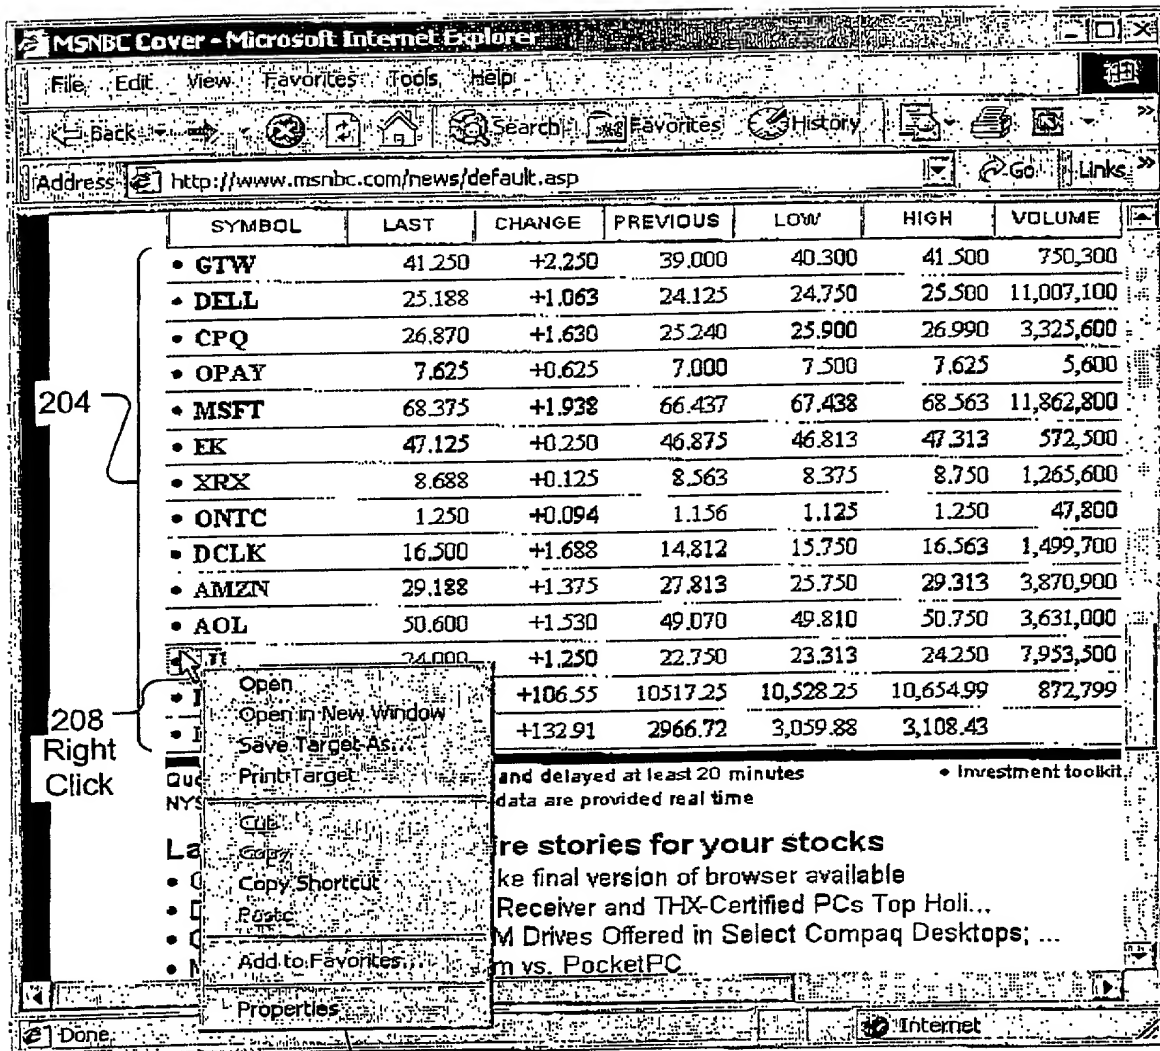 MSNBC Cover - Microsoft Internet Explorer
File Edit View Favorites Tools Help
Back Search Favorites History
Address http://www.msnbc.com/news/default.asp Go Links
SYMBOL LAST CHANGE PREVIOUS LOW HIGH VOLUME
• GTW 41.250 +2.250 39.000 40.300 41.500 750,300
• DELL 25.188 +1.063 24.125 24.750 25.500 11,007,100
• CPQ 26.870 +1.630 25.240 25.900 26.990 3,325,600
• OPAY 7.625 +0.625 7.000 7.500 7.625 5,600
204
• MSFT 68.375 +1.938 66.437 67.438 68.563 11,862,800
• EK 47.125 +0.250 46.875 46.813 47.313 572,500
• XRX 8.688 +0.125 8.563 8.375 8.750 1,265,600
• ONTC 1.250 +0.094 1.156 1.125 1.250 47,800
• DCLK 16.500 +1.688 14.812 15.750 16.563 1,499,700
• AMZN 29.188 +1.375 27.813 25.750 29.313 3,870,900
• AOL 50.600 +1.530 49.070 49.810 50.750 3,631,000
24.000 +1.250 22.750 23.313 24.250 7,953,500
+106.55 10517.25 10,528.25 10,654.99 872,799
+132.91 2966.72 3,059.88 3,108.43
208
Right
Click
Open
Open in New Window
Save Target As...
Print Target
Cut
Copy
Copy Shortcut
Paste
Add to Favorites...
Properties
and delayed at least 20 minutes • Investment toolkit
data are provided real time
re stories for your stocks
ke final version of browser available
Receiver and THX-Certified PCs Top Holi...
M Drives Offered in Select Compaq Desktops; ...
m vs. PocketPC
Done Internet